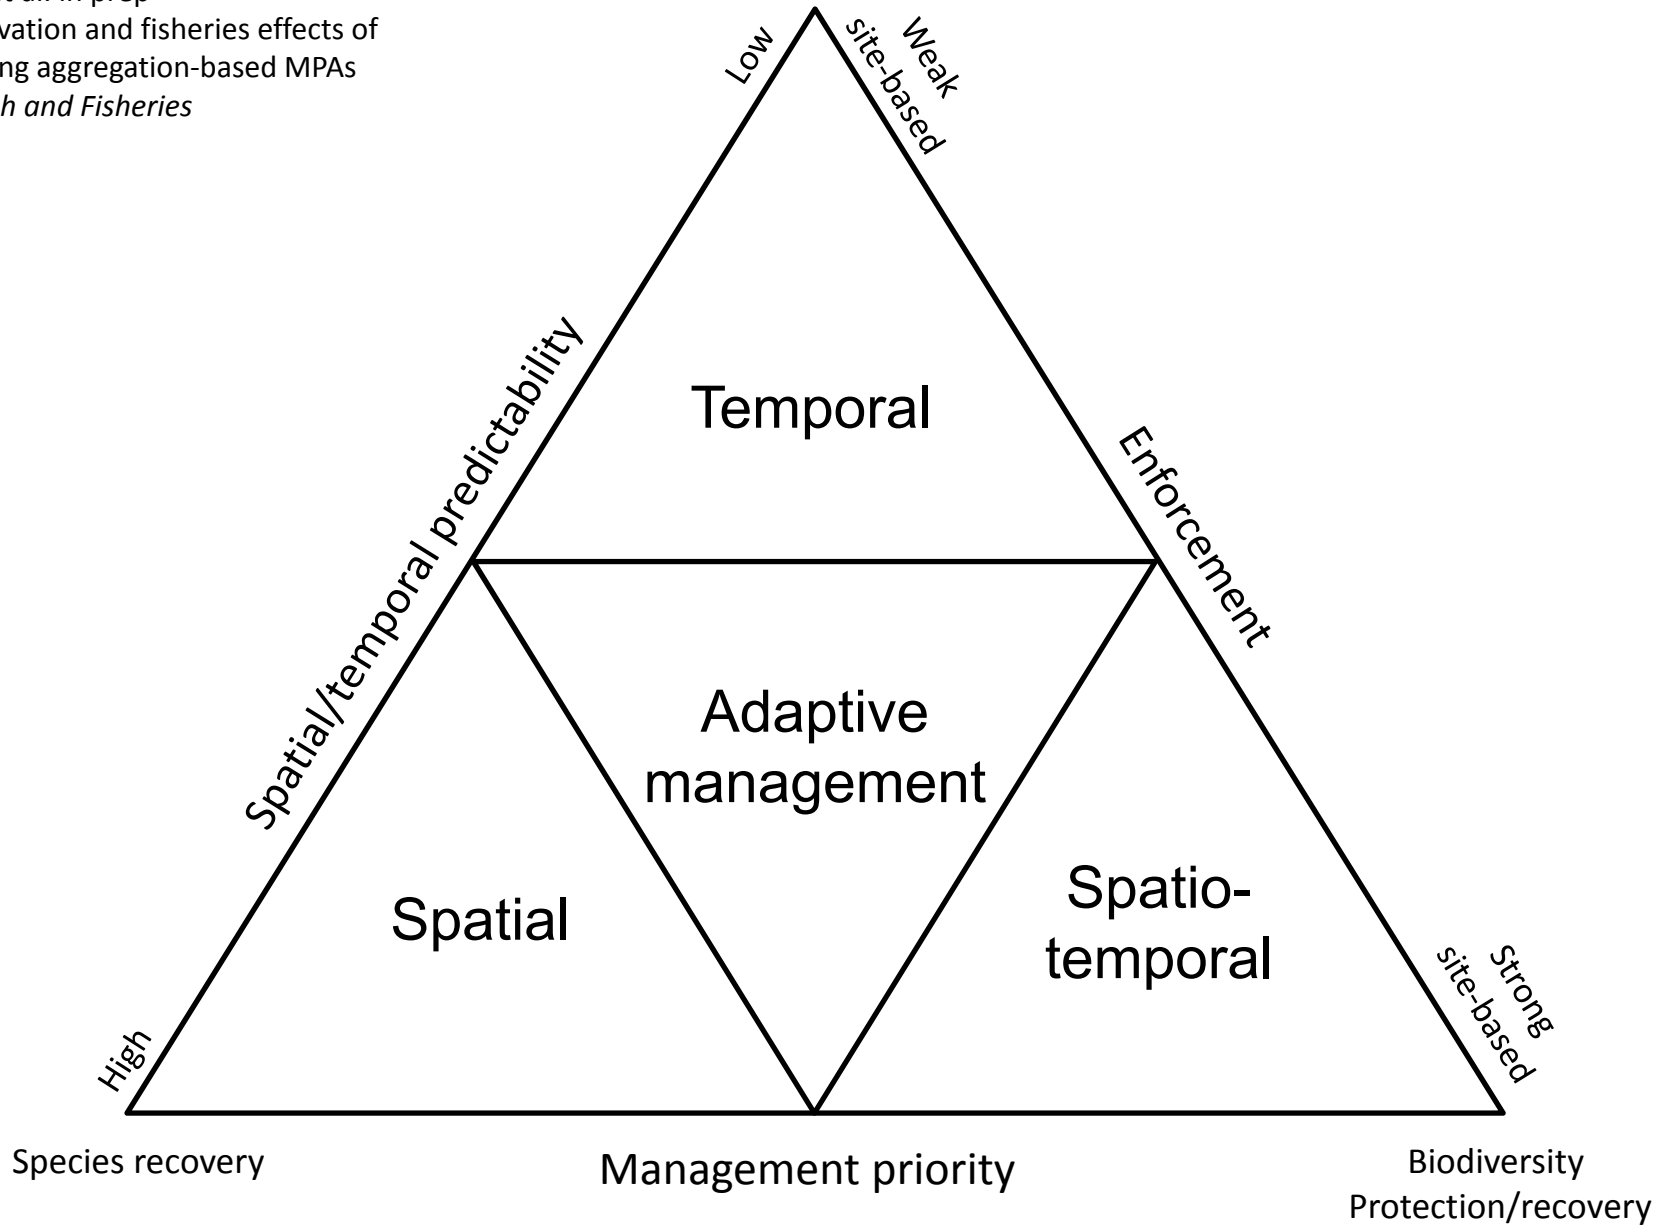 vation and fisheries effects of
ng aggregation-based MPAs
h and Fisheries
Low
Weak
site-based
Spatial/temporal predictability
Enforcement
Temporal
Adaptive
management
Spatial
Spatio-
temporal
High
Strong
site-based
Species recovery
Management priority
Biodiversity
Protection/recovery